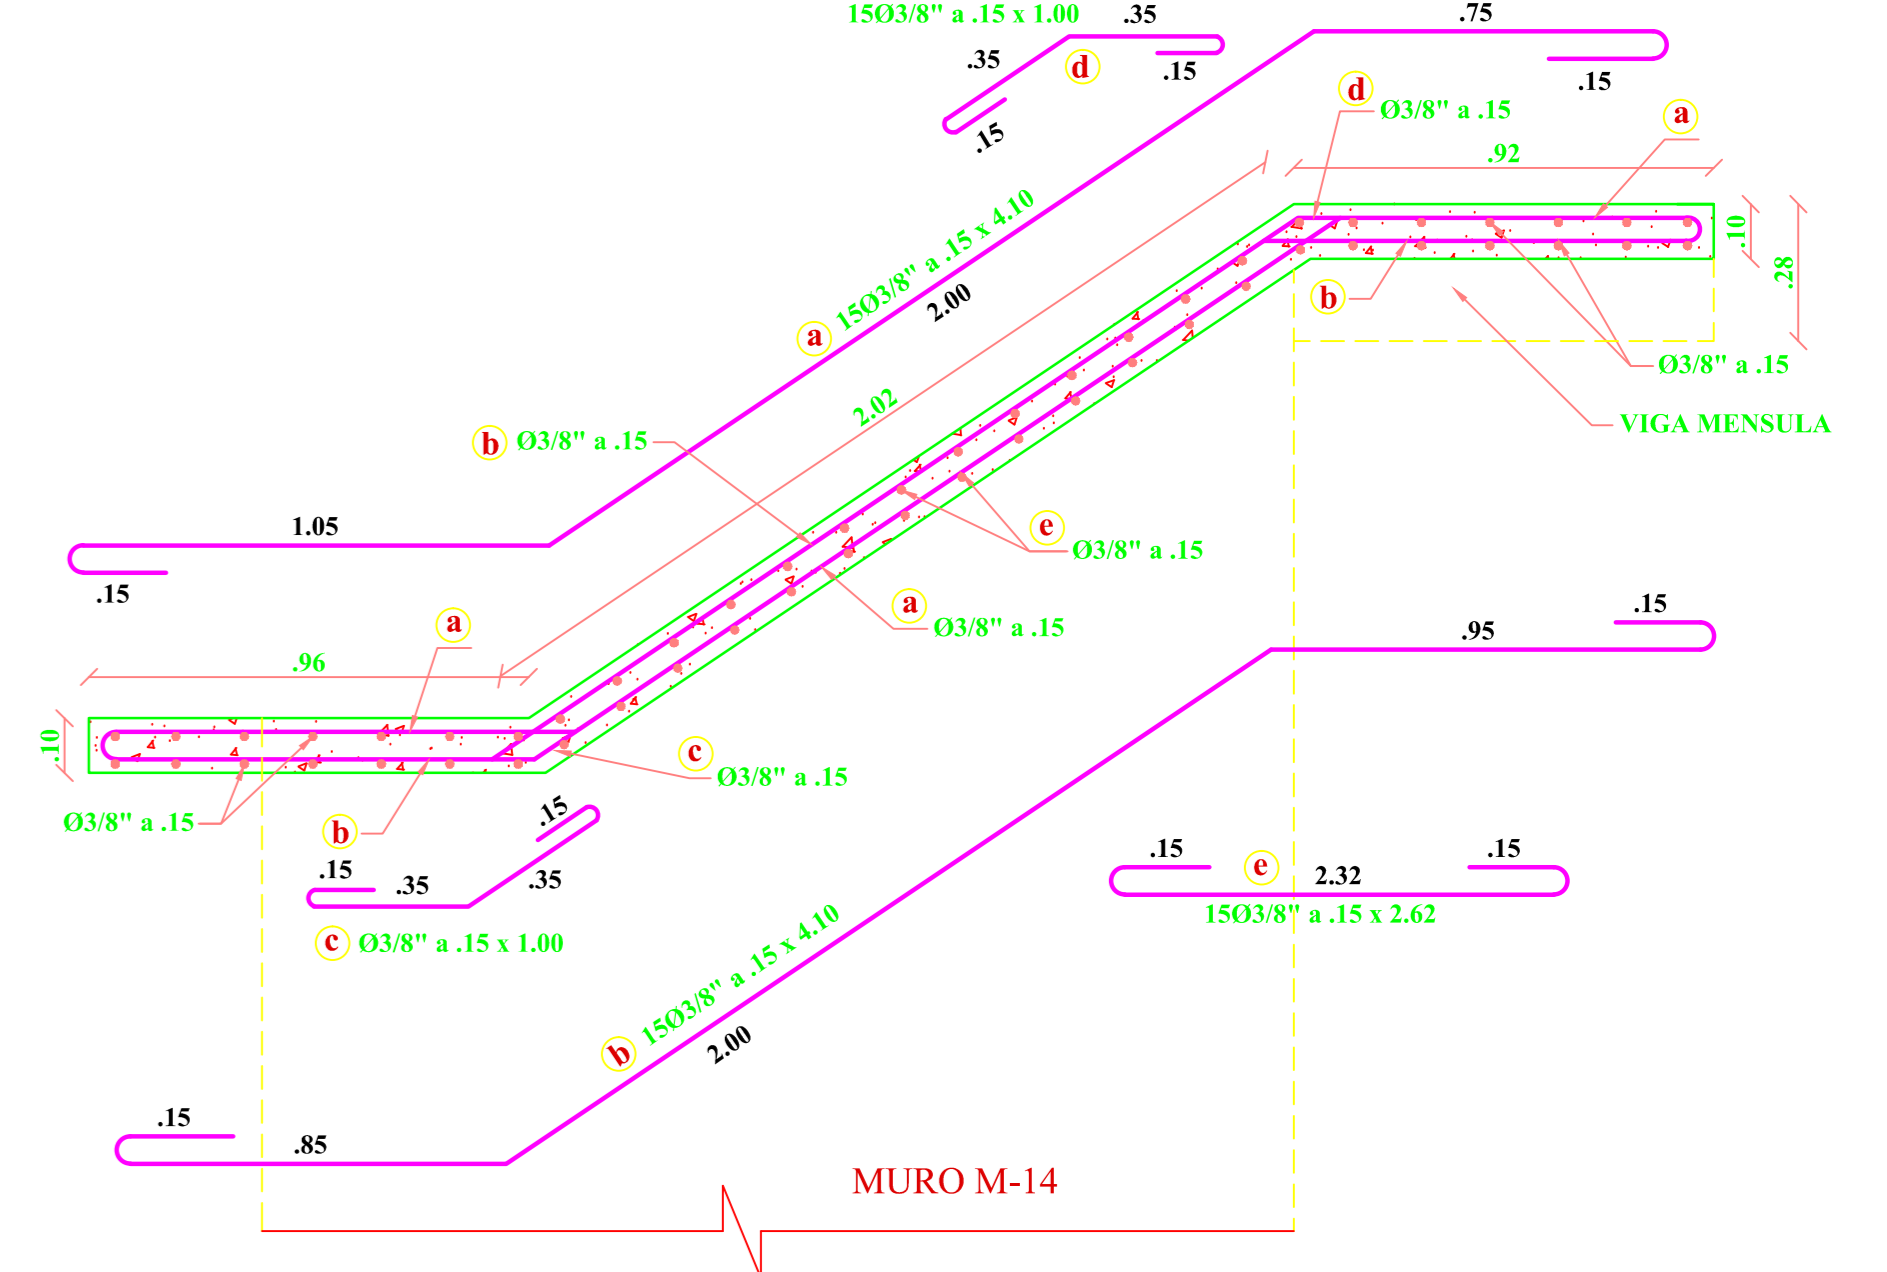 15Ø3/8" a .15 x 1.00
.35
.75
.35
d
.15
.15
.15
d
Ø3/8" a .15
a
.92
.10
.28
15Ø3/8" a .15 x 4.10
a
2.00
b
Ø3/8" a .15
VIGA MENSULA
2.02
b
Ø3/8" a .15
1.05
.15
e
Ø3/8" a .15
a
Ø3/8" a .15
a
.96
.10
.15
.95
c
Ø3/8" a .15
Ø3/8" a .15
b
.15
.15
.35
.35
c
Ø3/8" a .15 x 1.00
.15
e
.15
2.32
15Ø3/8" a .15 x 2.62
b
15Ø3/8" a .15 x 4.10
2.00
.15
.85
MURO M-14